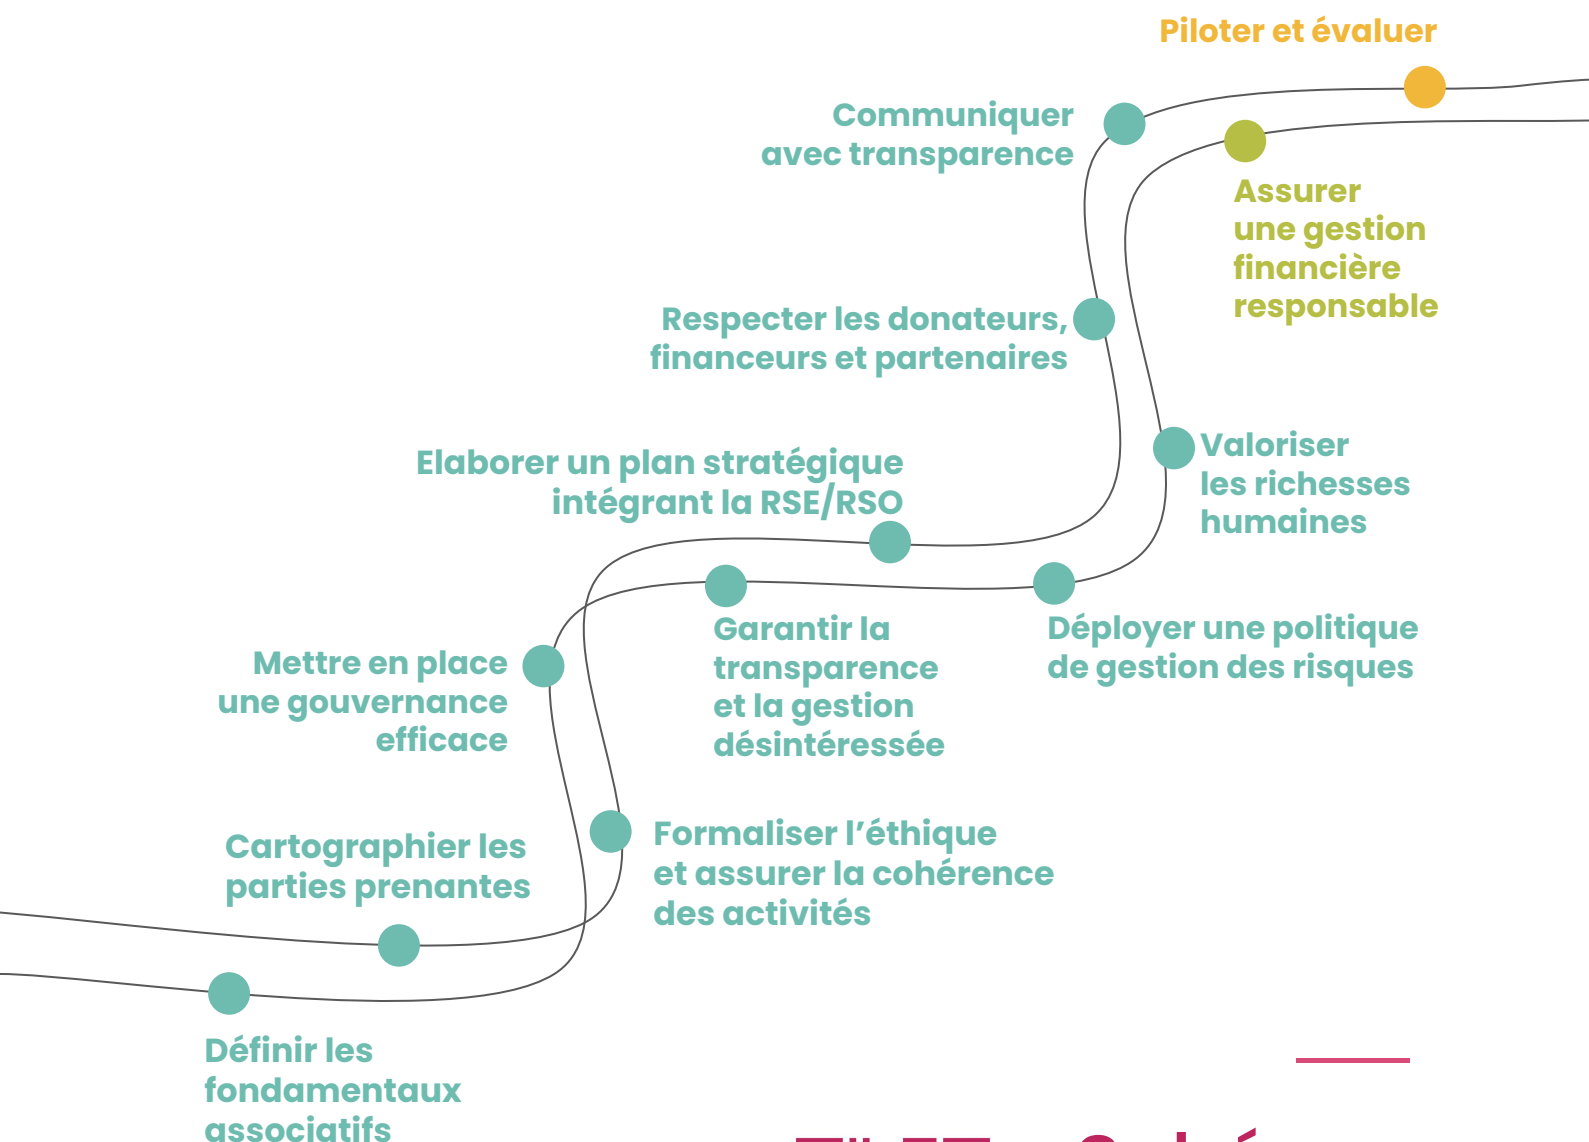 Piloter et évaluer
Communiquer
avec transparence
Assurer
une gestion
financière
responsable
Respecter les donateurs,
financeurs et partenaires
Valoriser
les richesses
humaines
Elaborer un plan stratégique
intégrant la RSE/RSO
Garantir la
transparence
et la gestion
désintéressée
Déployer une politique
de gestion des risques
Mettre en place
une gouvernance
efficace
Formaliser l’éthique
et assurer la cohérence
des activités
Cartographier les
parties prenantes
Définir les
fondamentaux
associatifs